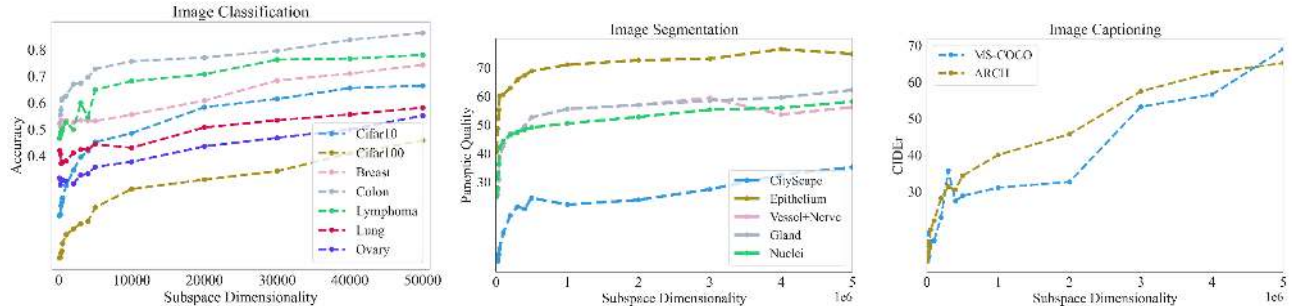 Image Classification
Accuracy
0.8
0.7
0.6
0.5
0.4
Cifar10
Cifar100
Breast
Colon
Lymphoma
Lung
Ovary
0 10000 20000 30000 40000 50000
Subspace Dimensionality
Image Segmentation
Panoptic Quality
70
60
50
40
30
CityScape
Epithelium
Vessel+Nerve
Gland
Nuclei
0 1 2 3 4 5
Subspace Dimensionality 1e6
Image Captioning
CIDEr
70
60
50
40
30
MS-COCO
ARCH
0 1 2 3 4 5
Subspace Dimensionality 1e6